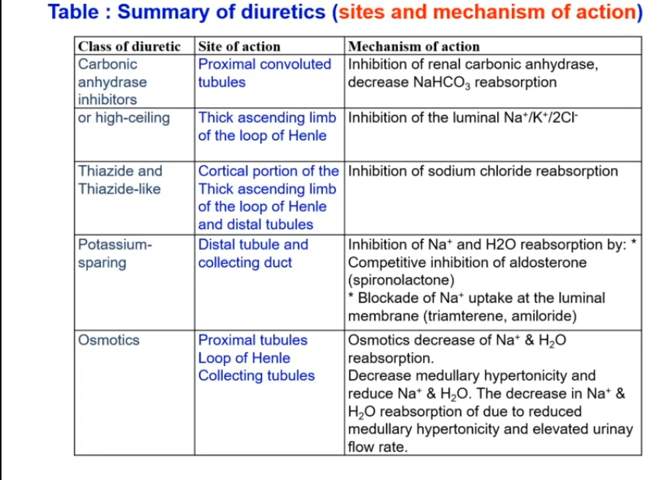 Table : Summary of diuretics (sites and mechanism of action)
Class of diuretic Site of action Mechanism of action
Carbonic
anhydrase
inhibitors
Proximal convoluted
tubules
Inhibition of renal carbonic anhydrase,
decrease NaHCO₃ reabsorption
or high-ceiling
Thick ascending limb
of the loop of Henle
Inhibition of the luminal Na⁺/K⁺/2Cl⁻
Thiazide and
Thiazide-like
Cortical portion of the
Thick ascending limb
of the loop of Henle
and distal tubules
Inhibition of sodium chloride reabsorption
Potassium-
sparing
Distal tubule and
collecting duct
Inhibition of Na⁺ and H2O reabsorption by: *
Competitive inhibition of aldosterone
(spironolactone)
* Blockade of Na⁺ uptake at the luminal
membrane (triamterene, amiloride)
Osmotics
Proximal tubules
Loop of Henle
Collecting tubules
Osmotics decrease of Na⁺ & H₂O
reabsorption.
Decrease medullary hypertonicity and
reduce Na⁺ & H₂O. The decrease in Na⁺ &
H₂O reabsorption of due to reduced
medullary hypertonicity and elevated urinay
flow rate.